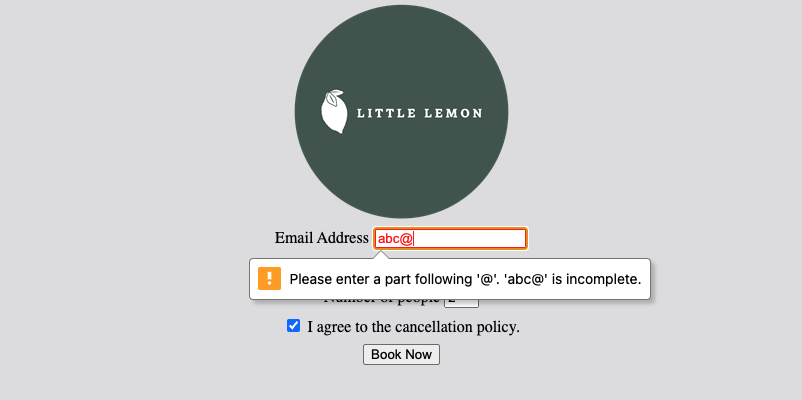 LITTLE LEMON
Email Address abc@
Please enter a part following '@'. 'abc@' is incomplete.
Number of people 2
I agree to the cancellation policy.
Book Now